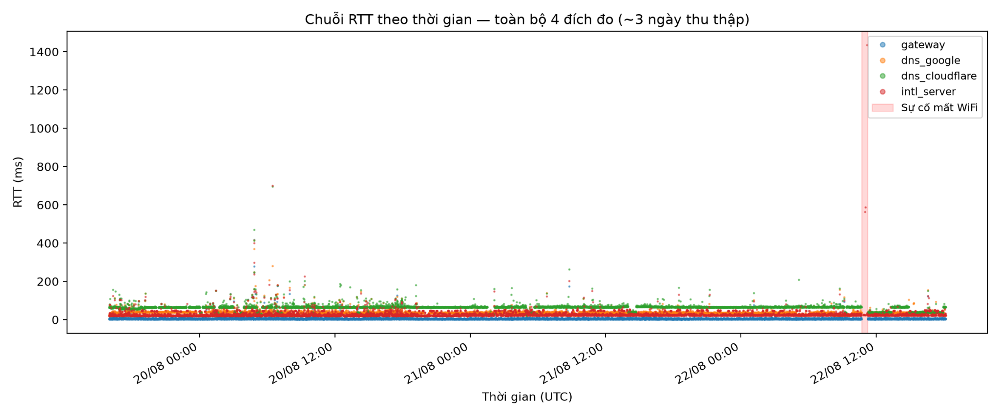 Chuỗi RTT theo thời gian — toàn bộ 4 đích đo (~3 ngày thu thập)
RTT (ms)
1400
1200
1000
800
600
400
200
0
gateway
dns_google
dns_cloudflare
intl_server
Sự cố mất WiFi
20/08 00:00
20/08 12:00
21/08 00:00
21/08 12:00
22/08 00:00
22/08 12:00
Thời gian (UTC)